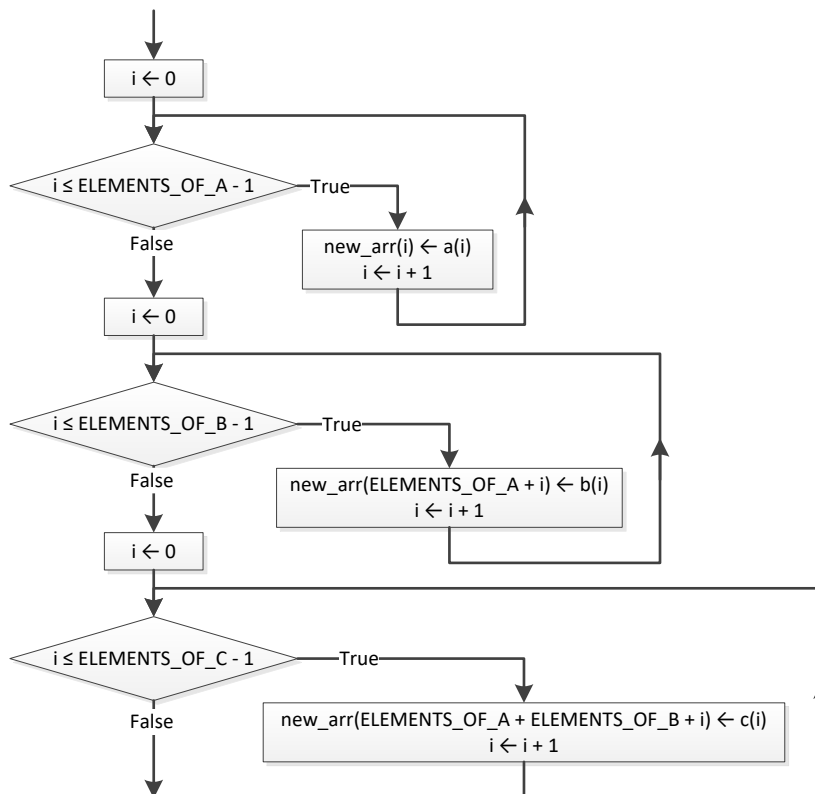 i ← 0
i ≤ ELEMENTS_OF_A - 1
True
False
new_arr(i) ← a(i)
i ← i + 1
i ← 0
i ≤ ELEMENTS_OF_B - 1
True
False
new_arr(ELEMENTS_OF_A + i) ← b(i)
i ← i + 1
i ← 0
i ≤ ELEMENTS_OF_C - 1
True
False
new_arr(ELEMENTS_OF_A + ELEMENTS_OF_B + i) ← c(i)
i ← i + 1